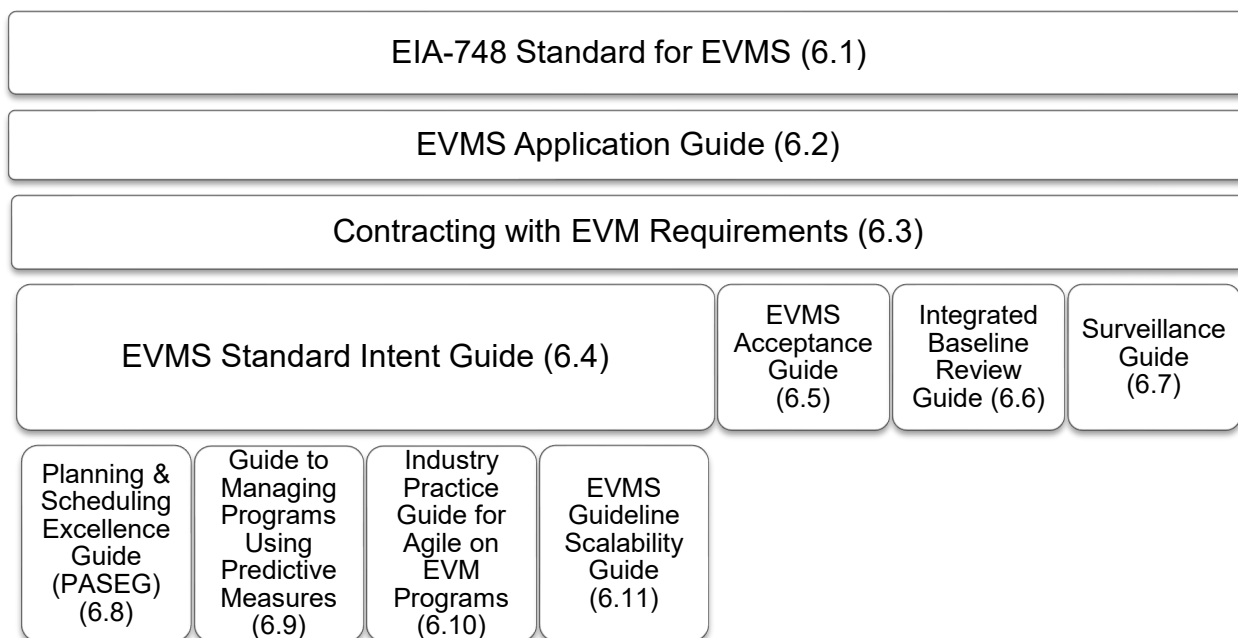 EIA-748 Standard for EVMS (6.1)
EVMS Application Guide (6.2)
Contracting with EVM Requirements (6.3)
EVMS Standard Intent Guide (6.4)
EVMS
Acceptance
Guide
(6.5)
Integrated
Baseline
Review
Guide (6.6)
Surveillance
Guide
(6.7)
Planning &
Scheduling
Excellence
Guide
(PASEG)
(6.8)
Guide to
Managing
Programs
Using
Predictive
Measures
(6.9)
Industry
Practice
Guide for
Agile on
EVM
Programs
(6.10)
EVMS
Guideline
Scalability
Guide
(6.11)